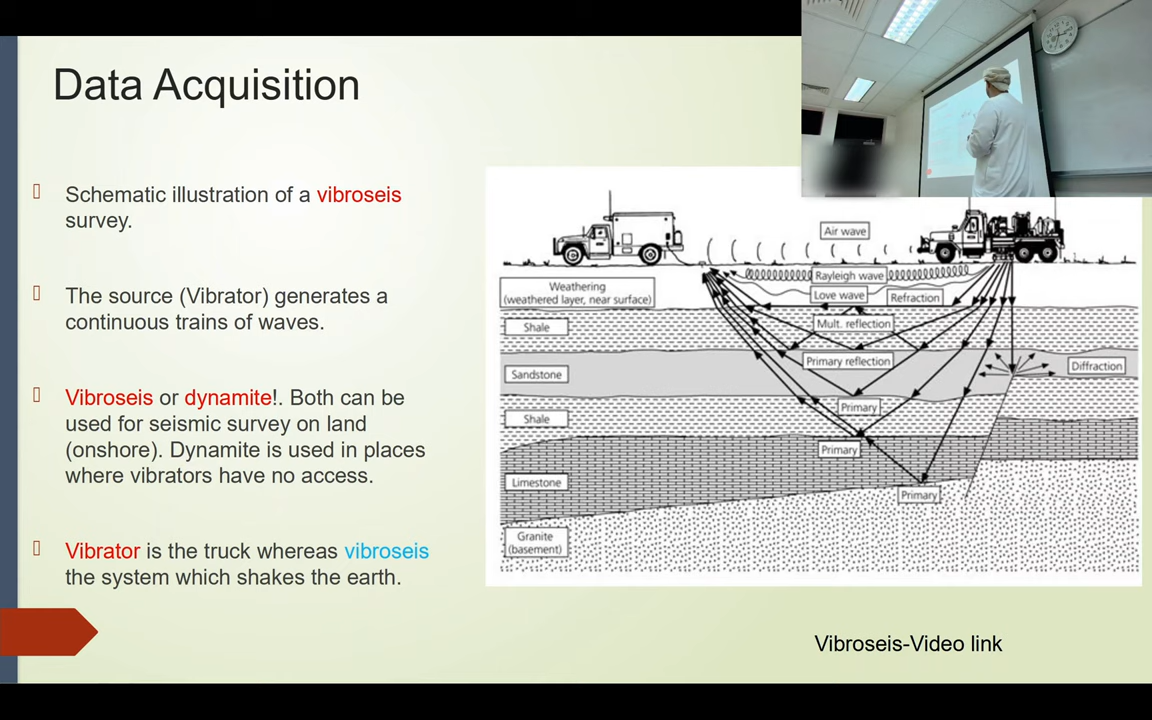 Data Acquisition
Schematic illustration of a vibroseis
survey.
The source (Vibrator) generates a
continuous trains of waves.
Vibroseis or dynamite!. Both can be
used for seismic survey on land
(onshore). Dynamite is used in places
where vibrators have no access.
Vibrator is the truck whereas vibroseis
the system which shakes the earth.
Air wave
Rayleigh wave
Weathering
(weathered layer, near surface)
Love wave
Refraction
Shale
Mult. reflection
Primary reflection
Diffraction
Sandstone
Primary
Shale
Primary
Limestone
Primary
Granite
(basement)
Vibroseis-Video link